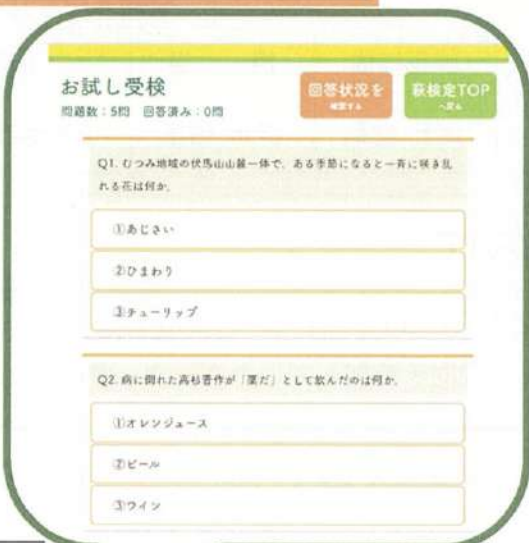 お試し受検
問題数：5問　回答済み：0問
回答状況を
確認する
萩検定TOP
へ戻る
Q1. むつみ地域の伏馬山山麓一体で、ある季節になると一斉に咲き乱
れる花は何か。
①あじさい
②ひまわり
③チューリップ
Q2. 病に倒れた高杉晋作が「薬だ」として飲んだのは何か。
①オレンジュース
②ビール
③ワイン